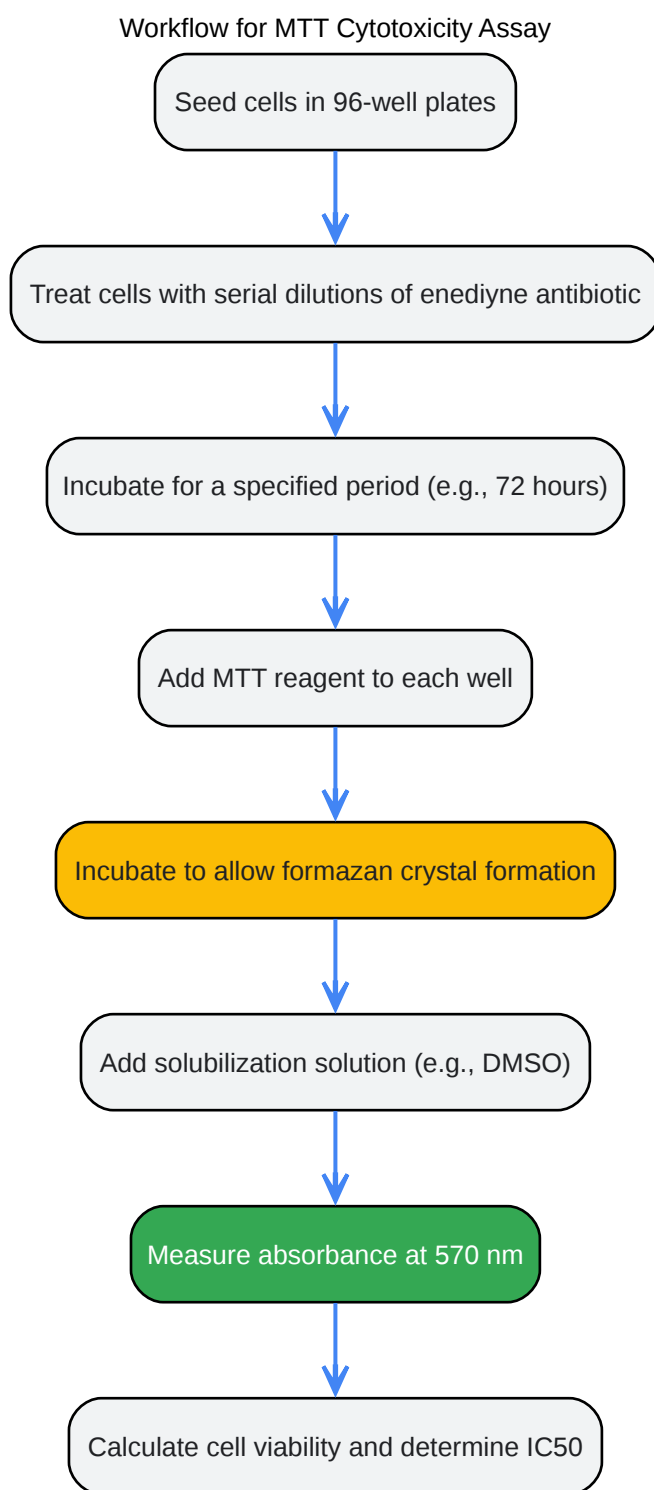 Workflow for MTT Cytotoxicity Assay
Seed cells in 96-well plates
Treat cells with serial dilutions of enediyne antibiotic
Incubate for a specified period (e.g., 72 hours)
Add MTT reagent to each well
Incubate to allow formazan crystal formation
Add solubilization solution (e.g., DMSO)
Measure absorbance at 570 nm
Calculate cell viability and determine IC50